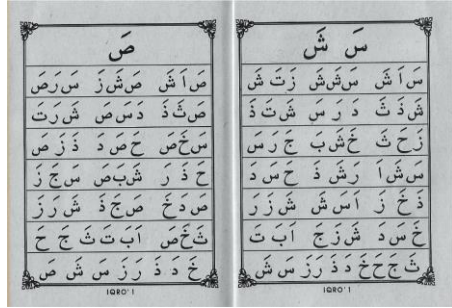 سَ شَ
سَ اَ شَ سَ شَ شَ زَ تَ شَ
شَ ذَ ثَ دَ رَ سَ شَ تَ ذَ
زَ حَ ثَ خَ شَ بَ جَ رَ سَ
سَ شَ اَ رَ شَ ذَ حَ سَ دَ
ذَ خَ زَ اَ سَ شَ شَ زَ رَ
خَ سَ دَ شَ زَ جَ اَ بَ تَ
ثَ جَ حَ خَ دَ ذَ رَ زَ سَ شَ
IQRO' 1
صَ
صَ اَ شَ صَ شَ زَ سَ رَ صَ
صَ ثَ ذَ دَ سَ صَ شَ رَ تَ
سَ خَ صَ حَ صَ دَ ذَ زَ صَ
حَ ذَ رَ شَ بَ صَ سَ جَ زَ
صَ دَ خَ صَ جَ ذَ شَ رَ زَ
ثَ خَ صَ اَ بَ تَ ثَ جَ حَ
خَ دَ ذَ رَ زَ سَ شَ صَ
IQRO' 1